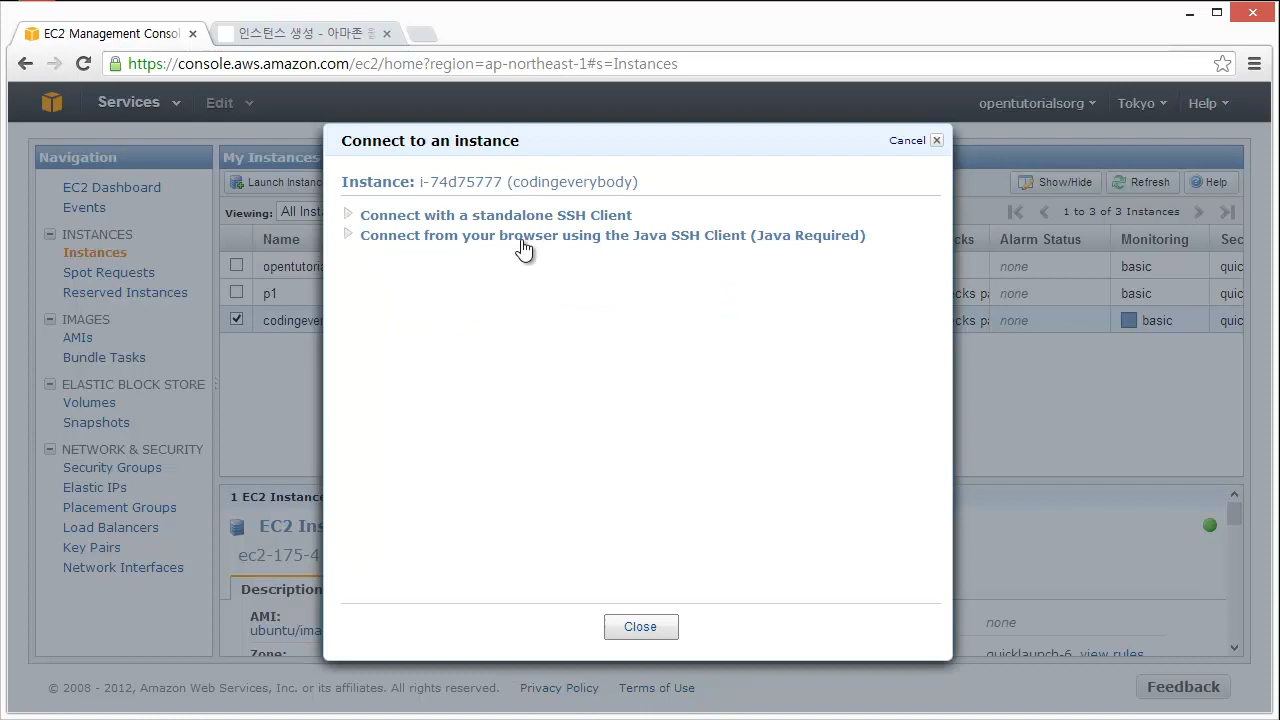 EC2 Management Consol
인스턴스 생성 - 아마존
https://console.aws.amazon.com/ec2/home?region=ap-northeast-1#s=Instances
Services Edit opentutorialsorg Tokyo Help
Navigation
EC2 Dashboard
Events
INSTANCES
Instances
Spot Requests
Reserved Instances
IMAGES
AMIs
Bundle Tasks
ELASTIC BLOCK STORE
Volumes
Snapshots
NETWORK & SECURITY
Security Groups
Elastic IPs
Placement Groups
Load Balancers
Key Pairs
Network Interfaces
My Instances
Launch Instanc
Show/Hide Refresh Help
Viewing: All Inst
1 to 3 of 3 Instances
Name cks Alarm Status Monitoring Sec
opentutoria none basic quic
p1 cks pa none basic quic
codingever cks pa none basic quic
Connect to an instance
Cancel
Instance: i-74d75777 (codingeverybody)
Connect with a standalone SSH Client
Connect from your browser using the Java SSH Client (Java Required)
Close
1 EC2 Instance
EC2 Ins
ec2-175-4
Description
AMI:
ubuntu/ima
none
Zone:
quicklaunch-6. view rules
© 2008 - 2012, Amazon Web Services, Inc. or its affiliates. All rights reserved. Privacy Policy Terms of Use
Feedback